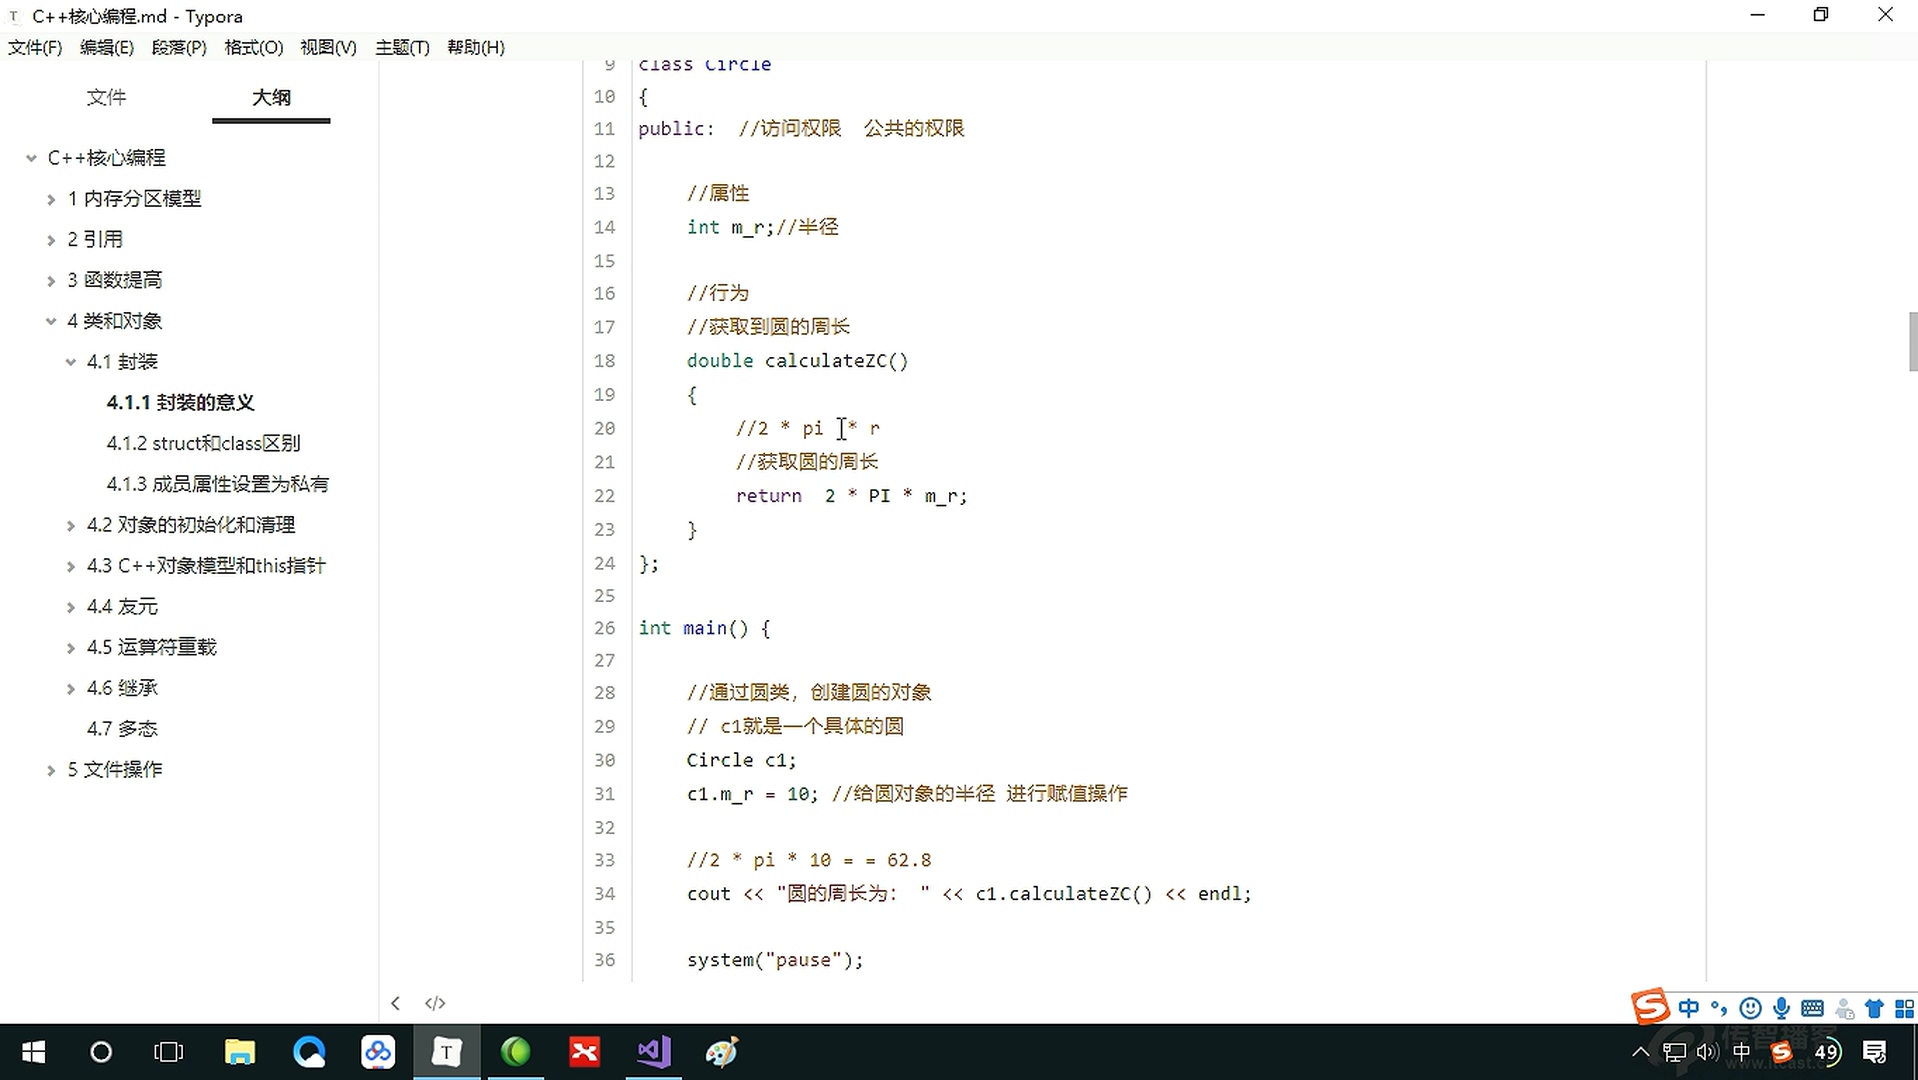 C++核心编程.md - Typora
文件(F) 编辑(E) 段落(P) 格式(O) 视图(V) 主题(T) 帮助(H)
文件 大纲
C++核心编程
1 内存分区模型
2 引用
3 函数提高
4 类和对象
4.1 封装
4.1.1 封装的意义
4.1.2 struct和class区别
4.1.3 成员属性设置为私有
4.2 对象的初始化和清理
4.3 C++对象模型和this指针
4.4 友元
4.5 运算符重载
4.6 继承
4.7 多态
5 文件操作
9 class Circle
10 {
11 public:  //访问权限  公共的权限
12
13 //属性
14 int m_r;//半径
15
16 //行为
17 //获取到圆的周长
18 double calculateZC()
19 {
20 //2 * pi  * r
21 //获取圆的周长
22 return  2 * PI * m_r;
23 }
24 };
25
26 int main() {
27
28 //通过圆类，创建圆的对象
29 // c1就是一个具体的圆
30 Circle c1;
31 c1.m_r = 10; //给圆对象的半径 进行赋值操作
32
33 //2 * pi * 10 = = 62.8
34 cout << "圆的周长为： " << c1.calculateZC() << endl;
35
36 system("pause");
</> 
S 中
T 中 S 49
传智播客
www.itcast.c